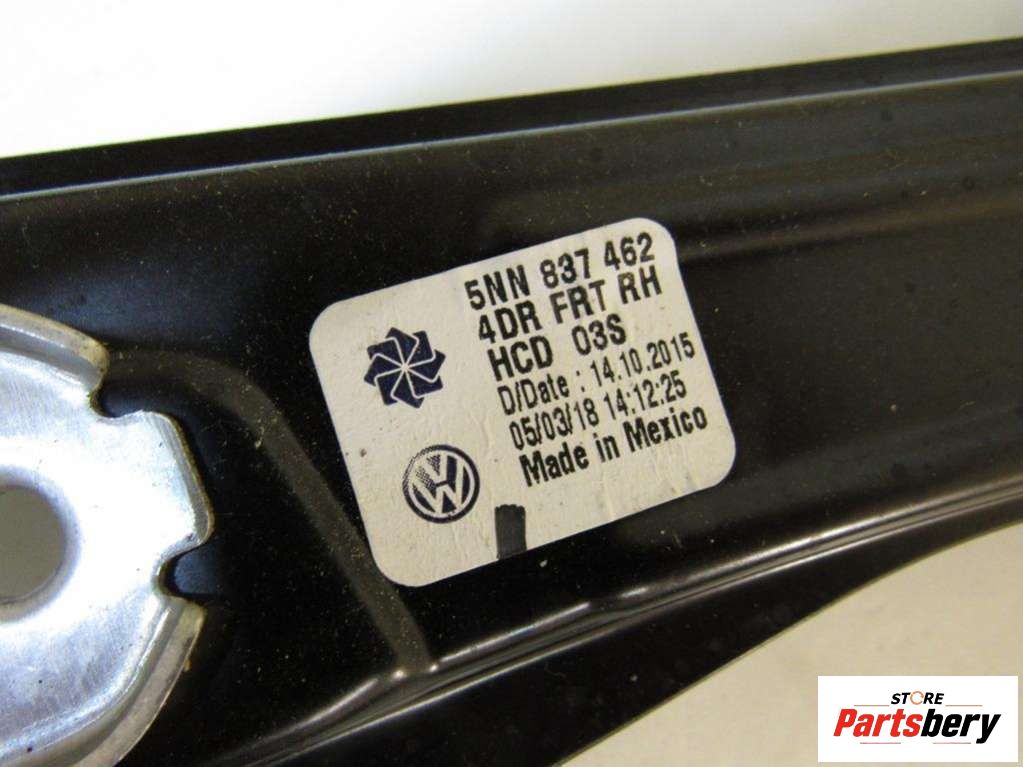 5NN 837 462
4DR FRT RH
HCD 03S
D/Date : 14.10.2015
05/03/18 14:12:25
Made in Mexico
VW
STORE
Partsbery